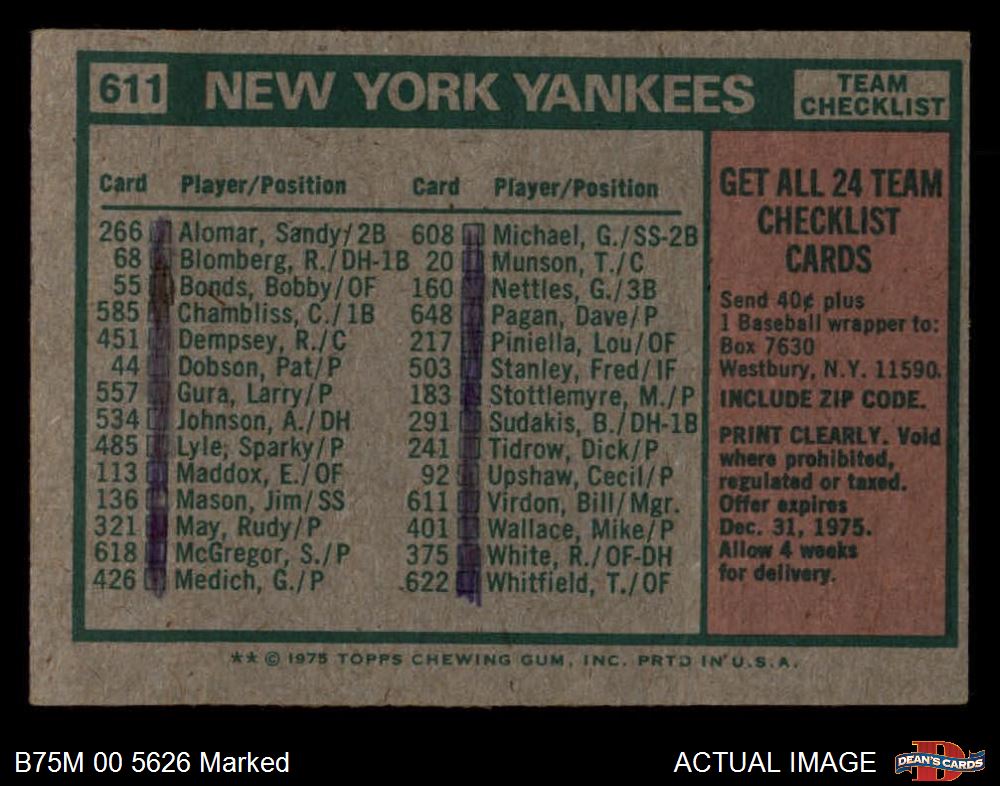 611 NEW YORK YANKEES TEAM CHECKLIST
Card Player/Position Card Player/Position
266 Alomar, Sandy/2B 608 Michael, G./SS-2B
68 Blomberg, R./DH-1B 20 Munson, T./C
55 Bonds, Bobby/OF 160 Nettles, G./3B
585 Chambliss, C./1B 648 Pagan, Dave/P
451 Dempsey, R./C 217 Piniella, Lou/OF
44 Dobson, Pat/P 503 Stanley, Fred/IF
557 Gura, Larry/P 183 Stottlemyre, M./P
534 Johnson, A./DH 291 Sudakis, B./DH-1B
485 Lyle, Sparky/P 241 Tidrow, Dick/P
113 Maddox, E./OF 92 Upshaw, Cecil/P
136 Mason, Jim/SS 611 Virdon, Bill/Mgr.
321 May, Rudy/P 401 Wallace, Mike/P
618 McGregor, S./P 375 White, R./OF-DH
426 Medich, G./P 622 Whitfield, T./OF
GET ALL 24 TEAM
CHECKLIST
CARDS
Send 40¢ plus
1 Baseball wrapper to:
Box 7630
Westbury, N.Y. 11590.
INCLUDE ZIP CODE.
PRINT CLEARLY. Void
where prohibited,
regulated or taxed.
Offer expires
Dec. 31, 1975.
Allow 4 weeks
for delivery.
** © 1975 TOPPS CHEWING GUM, INC. PRTD IN U.S.A.
B75M 00 5626 Marked ACTUAL IMAGE
D
DEAN'S CARDS